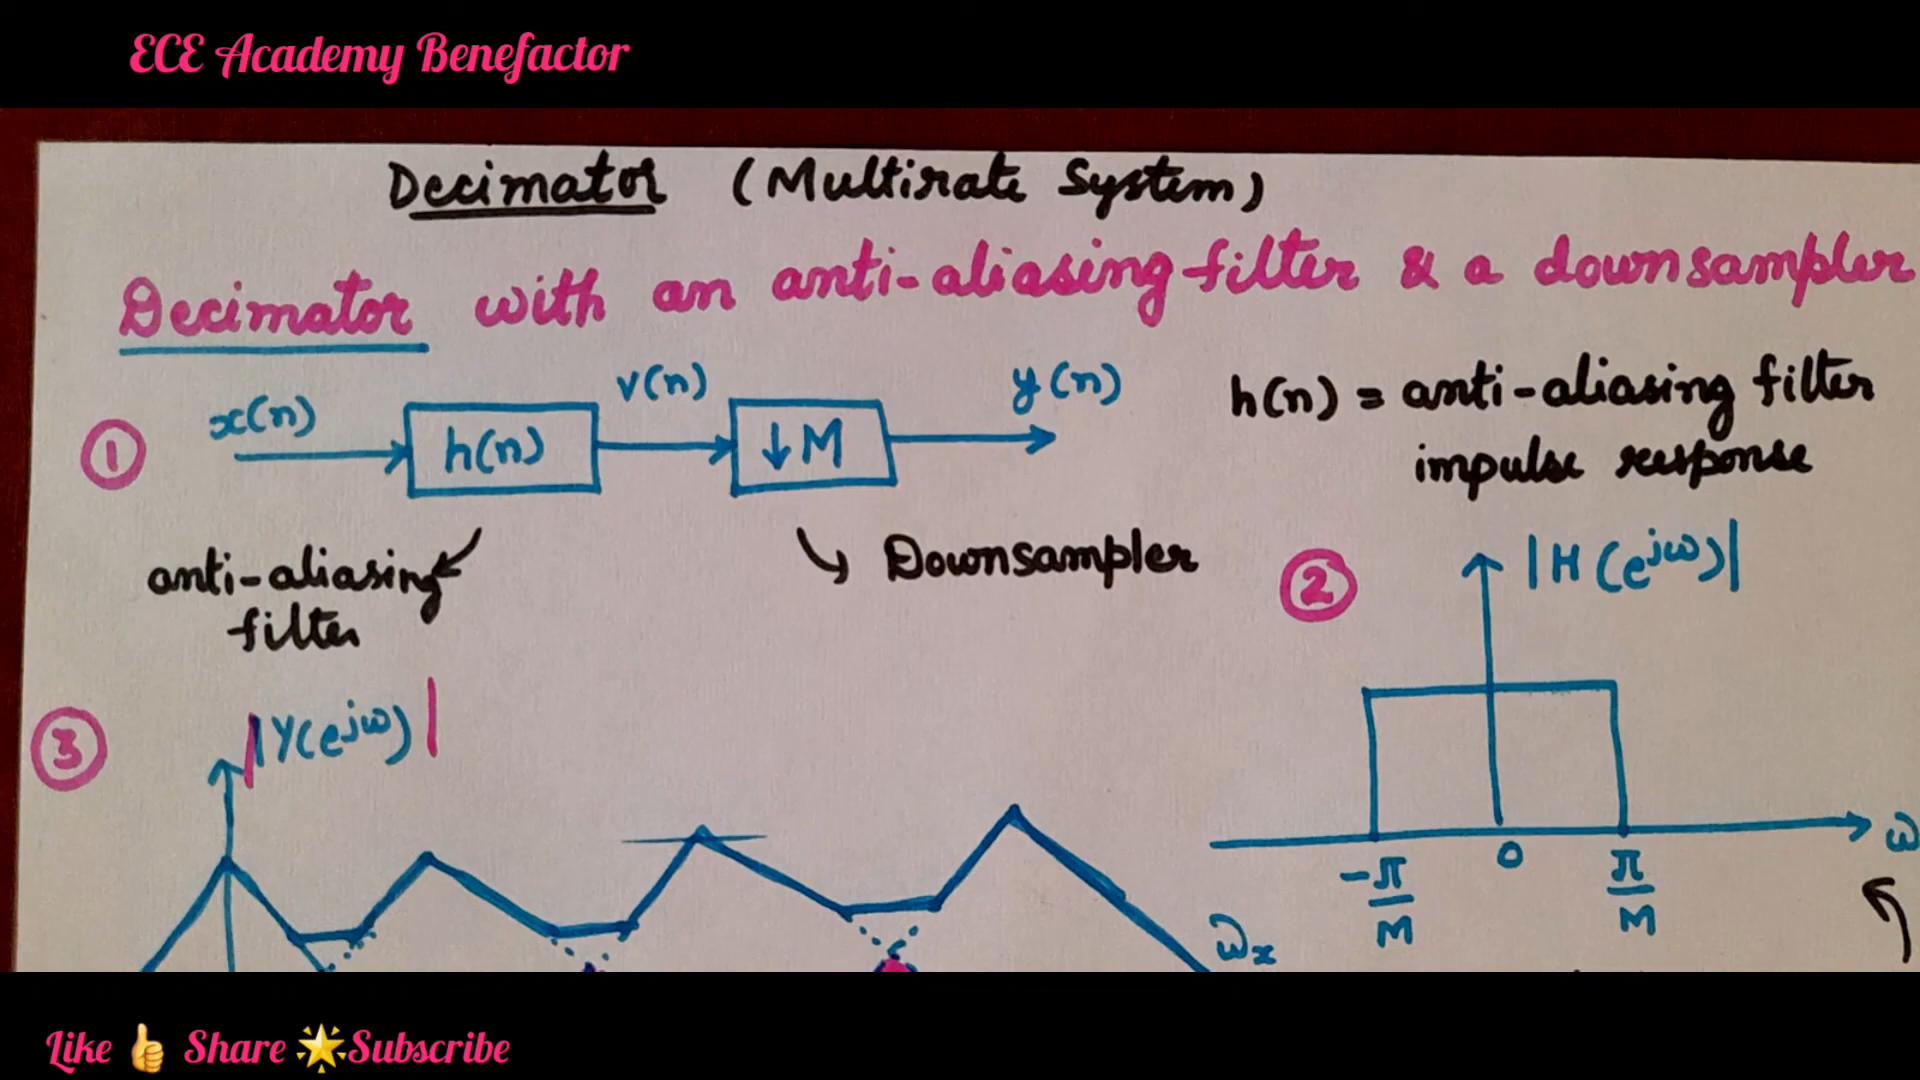 ECE Academy Benefactor
Decimator (Multirate System)
Decimator with an anti-aliasing filter & a downsampler
①
x(n)
h(n)
v(n)
↓M
y(n)
h(n) = anti-aliasing filter
impulse response
anti-aliasing
filter
Downsampler
②
|H(e^jω)|
-π/M
0
π/M
ω
③
|Y(e^jω)|
ω_x
Like 👍 Share 🌟Subscribe